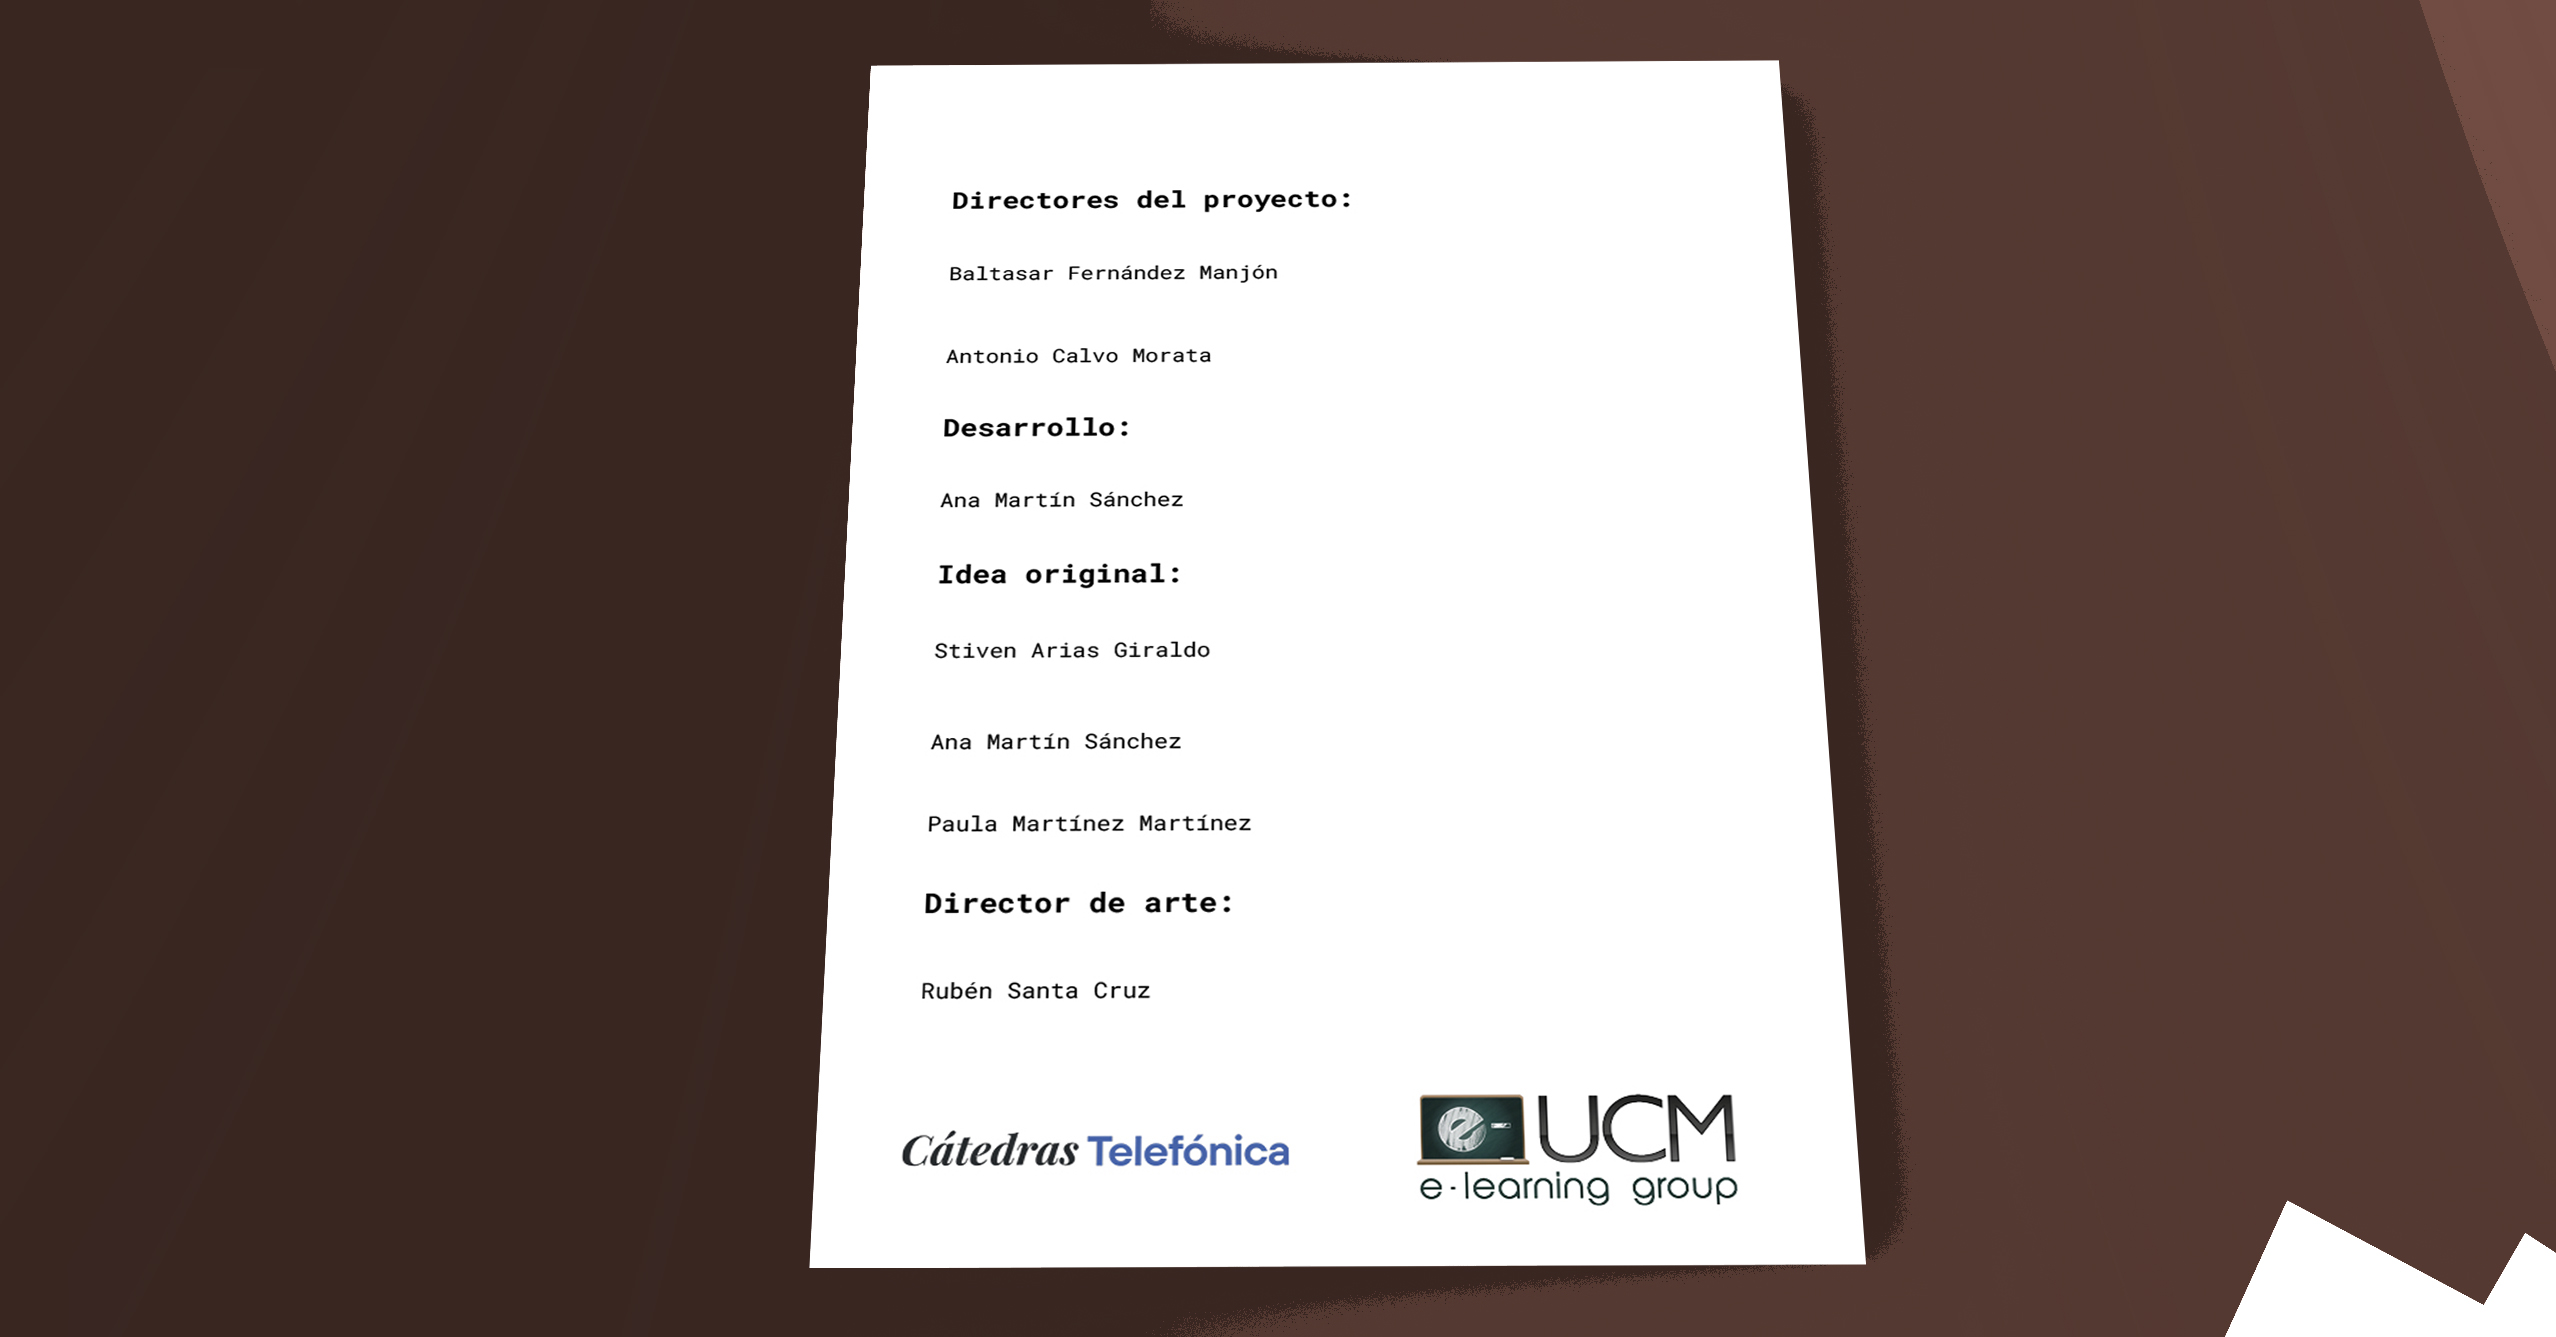 Directores del proyecto:
Baltasar Fernández Manjón
Antonio Calvo Morata
Desarrollo:
Ana Martín Sánchez
Idea original:
Stiven Arias Giraldo
Ana Martín Sánchez
Paula Martínez Martínez
Director de arte:
Rubén Santa Cruz
Cátedras Telefónica
e-UCM
e-learning group